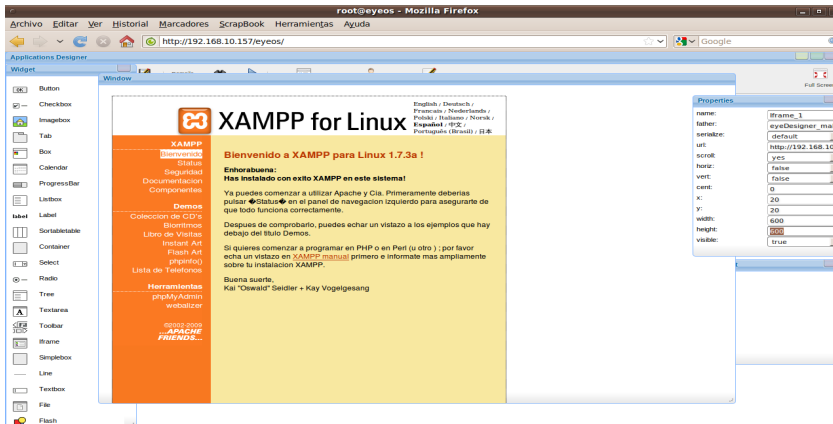 root@eyeos - Mozilla Firefox
Archivo Editar Ver Historial Marcadores ScrapBook Herramientas Ayuda
http://192.168.10.157/eyeos/
Google
Applications Designer
Widget
Button
Checkbox
Imagebox
Tab
Box
Calendar
ProgressBar
Listbox
Label
Sortabletable
Container
Select
Radio
Tree
Textarea
Toolbar
Iframe
Simplebox
Line
Textbox
File
Flash
Full Screen
Window
XAMPP for Linux
English / Deutsch /
Francais / Nederlands /
Polski / Italiano / Norsk /
Español / 中文 /
Português (Brasil) / 日本
XAMPP
Bienvenido
Status
Seguridad
Documentacion
Componentes
Demos
Coleccion de CD's
Biorritmos
Libro de Visitas
Instant Art
Flash Art
phpinfo()
Lista de Telefonos
Herramientas
phpMyAdmin
webalizer
©2002-2009
...APACHE
FRIENDS...
Bienvenido a XAMPP para Linux 1.7.3a !
Enhorabuena:
Has instalado con exito XAMPP en este sistema!
Ya puedes comenzar a utilizar Apache y Cia. Primeramente deberias
pulsar �Status� en el panel de navegacion izquierdo para asegurarte de
que todo funciona correctamente.
Despues de comprobarlo, puedes echar un vistazo a los ejemplos que hay
debajo del titulo Demos.
Si quieres comenzar a programar en PHP o en Perl (u otro ) ; por favor
echa un vistazo en XAMPP manual primero e informate mas ampliamente
sobre tu instalacion XAMPP.
Buena suerte,
Kai "Oswald" Seidler + Kay Vogelgesang
Properties
name: Iframe_1
father: eyeDesigner_ma
serialize: default
url: http://192.168.10
scroll: yes
horiz: false
vert: false
cent: 0
x: 20
y: 20
width: 600
height: 600
visible: true